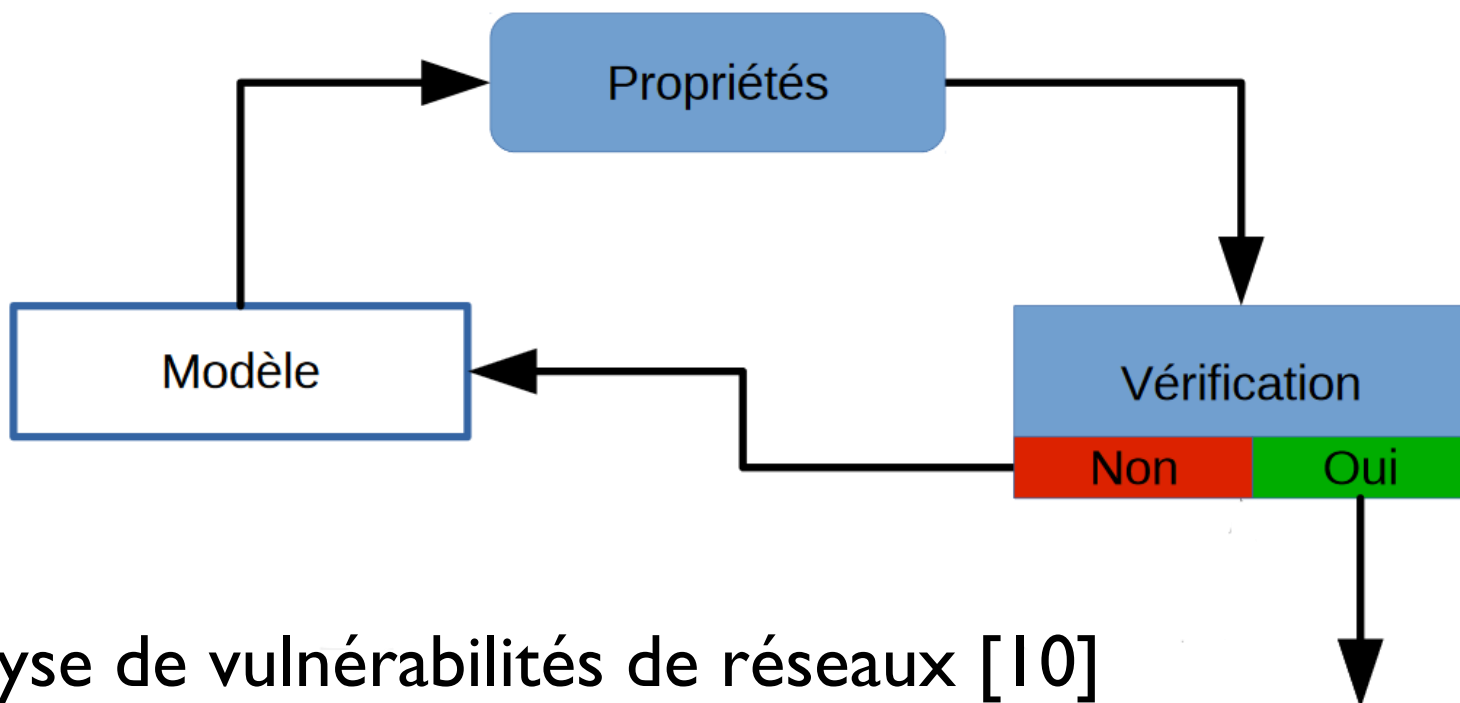 Propriétés
Modèle
Vérification
Non Oui
yse de vulnérabilités de réseaux [10]